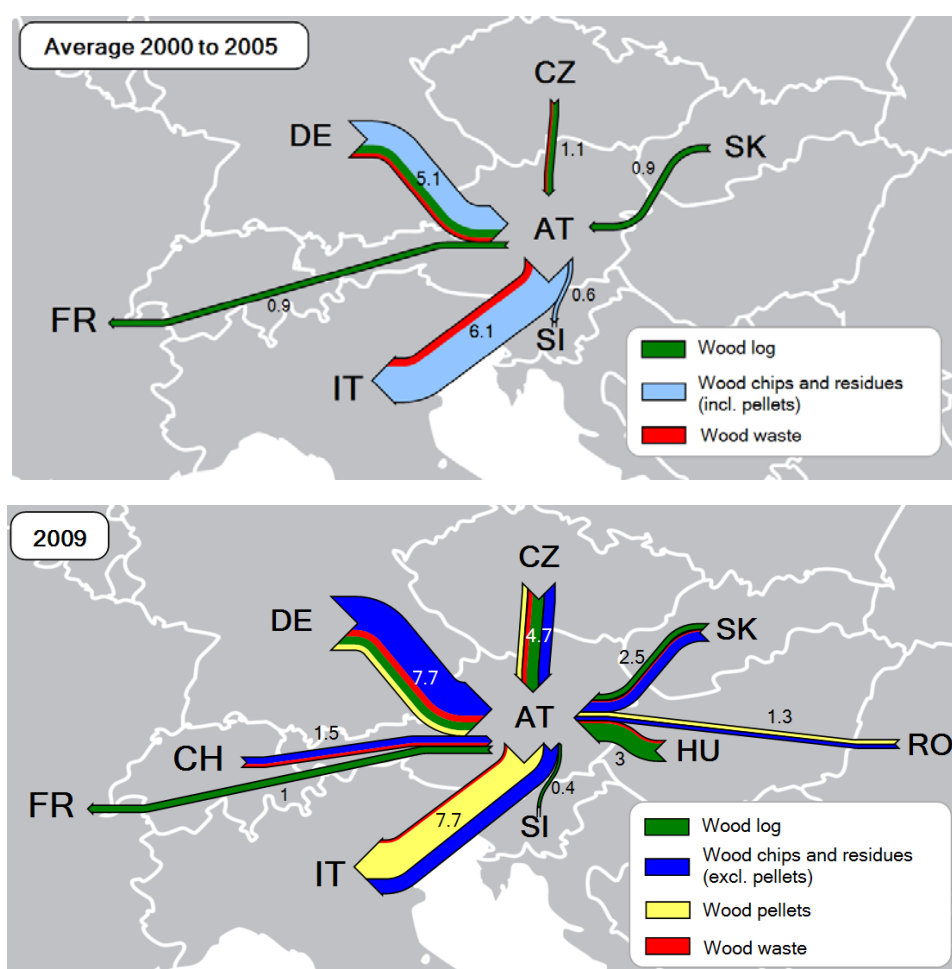 Average 2000 to 2005
CZ
DE
SK
1.1
0.9
5.1
AT
0.9
FR
0.6
6.1
SI
IT
Wood log
Wood chips and residues
(incl. pellets)
Wood waste
2009
CZ
DE
SK
4.7
2.5
7.7
AT
1.3
1.5
CH
HU
RO
3
FR
1
0.4
7.7
SI
IT
Wood log
Wood chips and residues
(excl. pellets)
Wood pellets
Wood waste